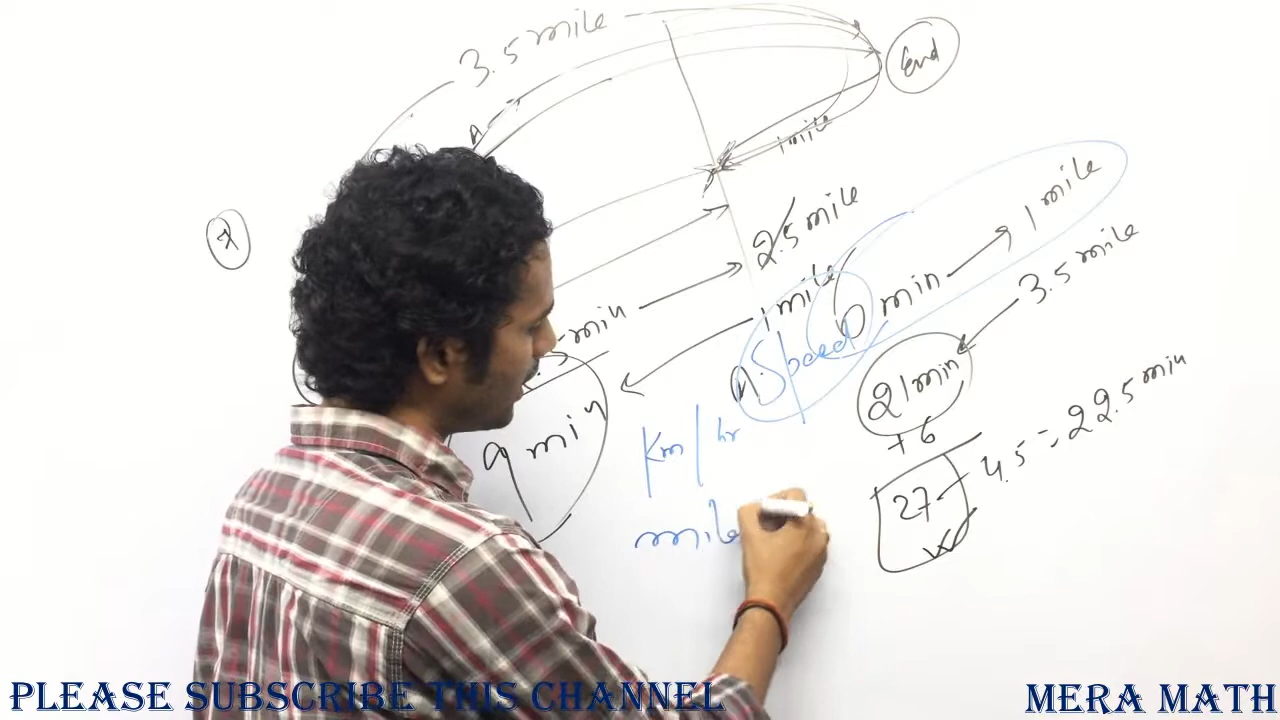 3.5 mile
End
1 mile
2.5 mile
1 mile
min
1 mile
min
3.5 mile
Speed
21 min
+6
9 min
km/hr
27 - 4.5 = 22.5 min
mile
PLEASE SUBSCRIBE THIS CHANNEL
MERA MATH